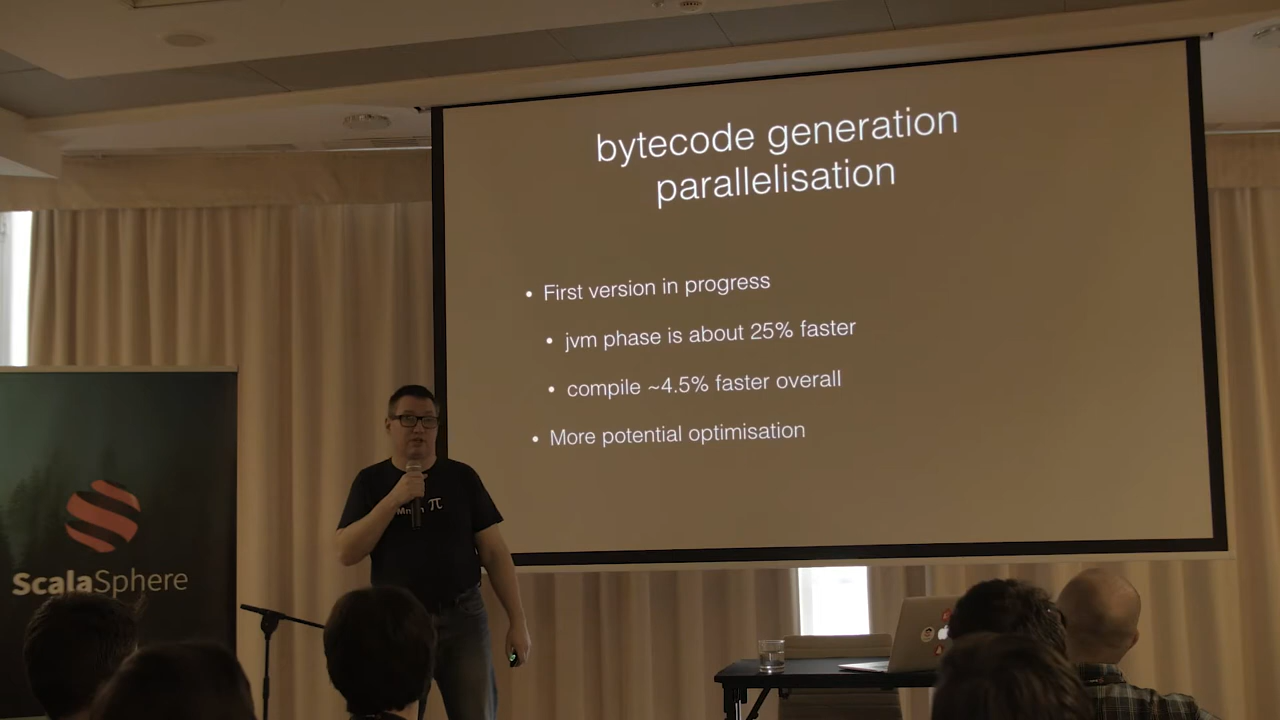 bytecode generation
parallelisation
• First version in progress
• jvm phase is about 25% faster
• compile ~4.5% faster overall
• More potential optimisation
π
ScalaSphere